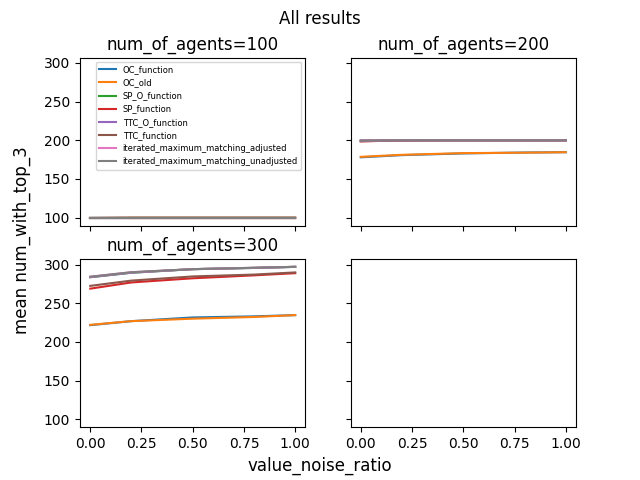 All results
num_of_agents=100
num_of_agents=200
300
250
200
150
100
OC_function
OC_old
SP_O_function
SP_function
TTC_O_function
TTC_function
iterated_maximum_matching_adjusted
iterated_maximum_matching_unadjusted
mean num_with_top_3
num_of_agents=300
300
250
200
150
100
0.00 0.25 0.50 0.75 1.00
0.00 0.25 0.50 0.75 1.00
value_noise_ratio